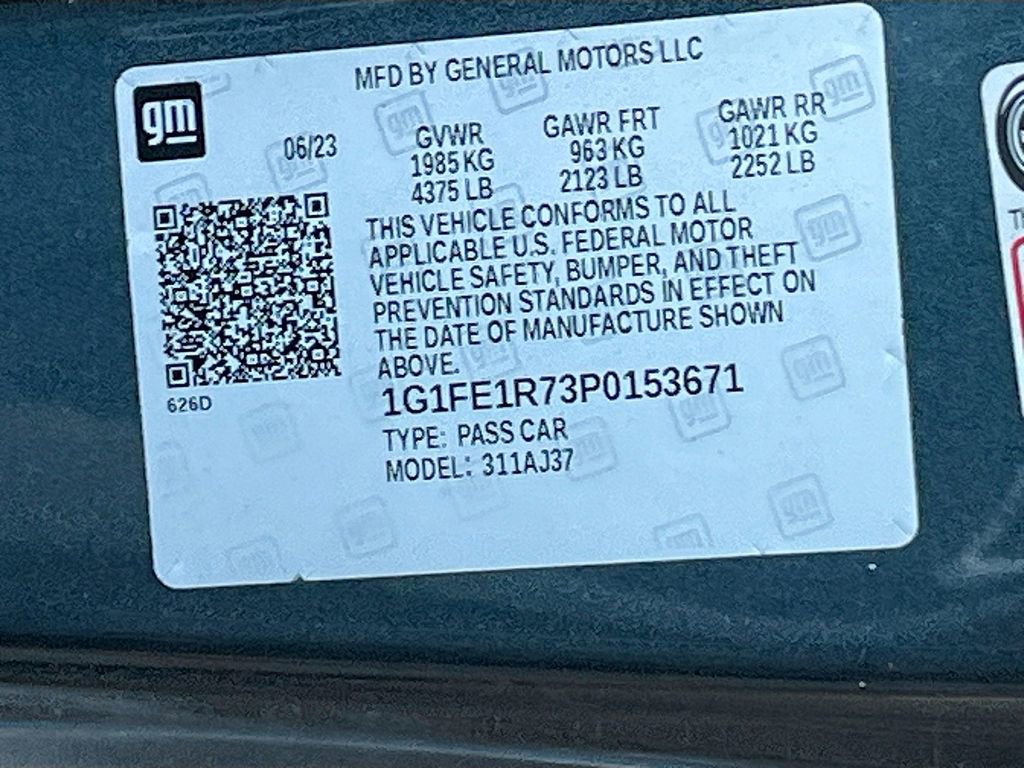 MFD BY GENERAL MOTORS LLC
gm
06/23
GVWR GAWR FRT GAWR RR
1985 KG 963 KG 1021 KG
4375 LB 2123 LB 2252 LB
THIS VEHICLE CONFORMS TO ALL
APPLICABLE U.S. FEDERAL MOTOR
VEHICLE SAFETY, BUMPER, AND THEFT
PREVENTION STANDARDS IN EFFECT ON
THE DATE OF MANUFACTURE SHOWN
ABOVE.
626D
1G1FE1R73P0153671
TYPE: PASS CAR
MODEL: 311AJ37